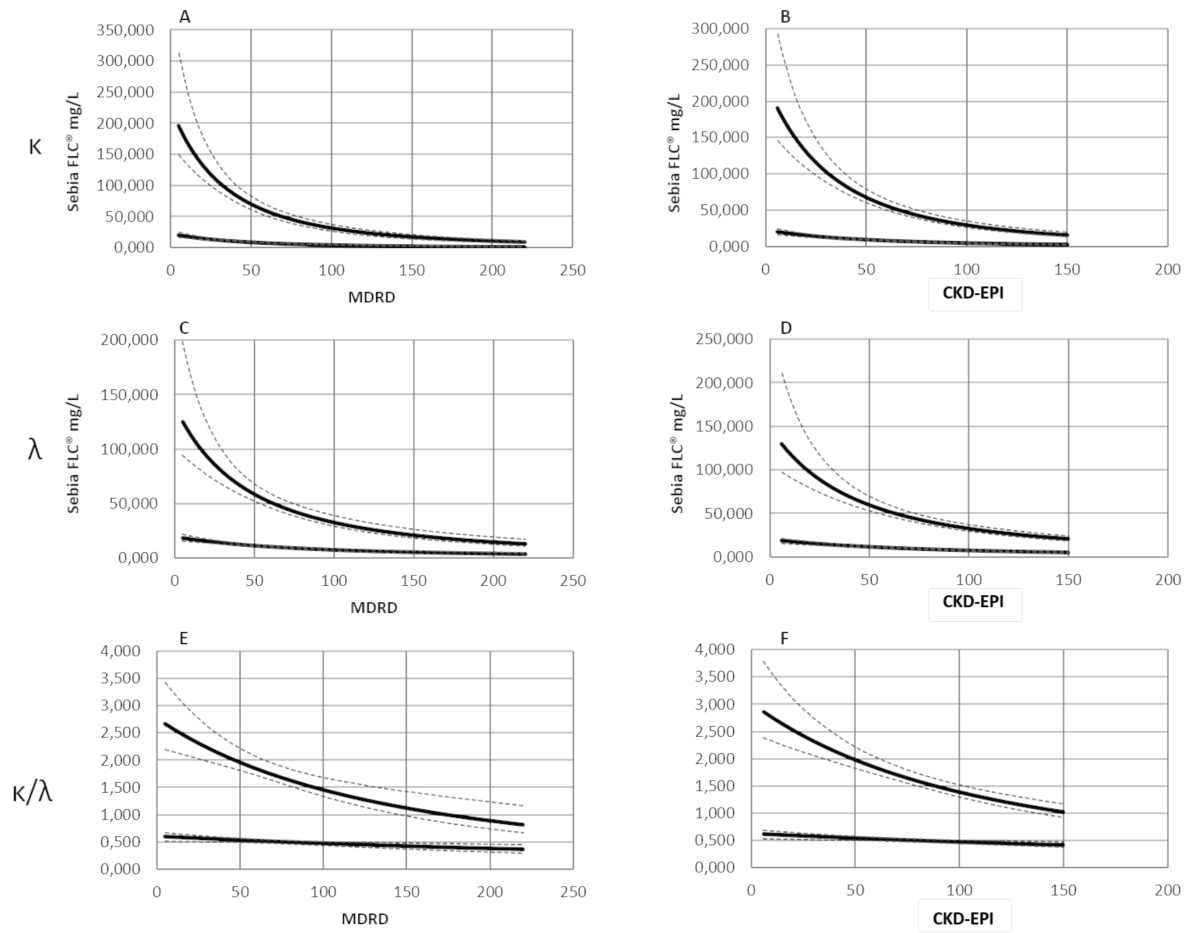 A
350,000
300,000
250,000
200,000
150,000
100,000
50,000
0,000
Sebia FLC® mg/L
K
0 50 100 150 200 250
MDRD
B
300,000
250,000
200,000
150,000
100,000
50,000
0,000
Sebia FLC® mg/L
0 50 100 150 200
CKD-EPI
C
200,000
150,000
100,000
50,000
0,000
Sebia FLC® mg/L
λ
0 50 100 150 200 250
MDRD
D
250,000
200,000
150,000
100,000
50,000
0,000
Sebia FLC® mg/L
0 50 100 150 200
CKD-EPI
E
4,000
3,500
3,000
2,500
2,000
1,500
1,000
0,500
0,000
κ/λ
0 50 100 150 200 250
MDRD
F
4,000
3,500
3,000
2,500
2,000
1,500
1,000
0,500
0,000
0 50 100 150 200
CKD-EPI